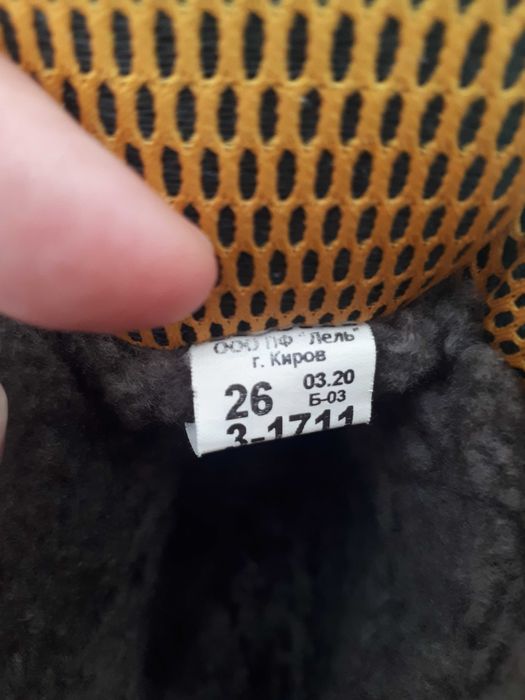 ООО ПФ "Лель"
г. Киров
26 03.20
Б-03
3-1711